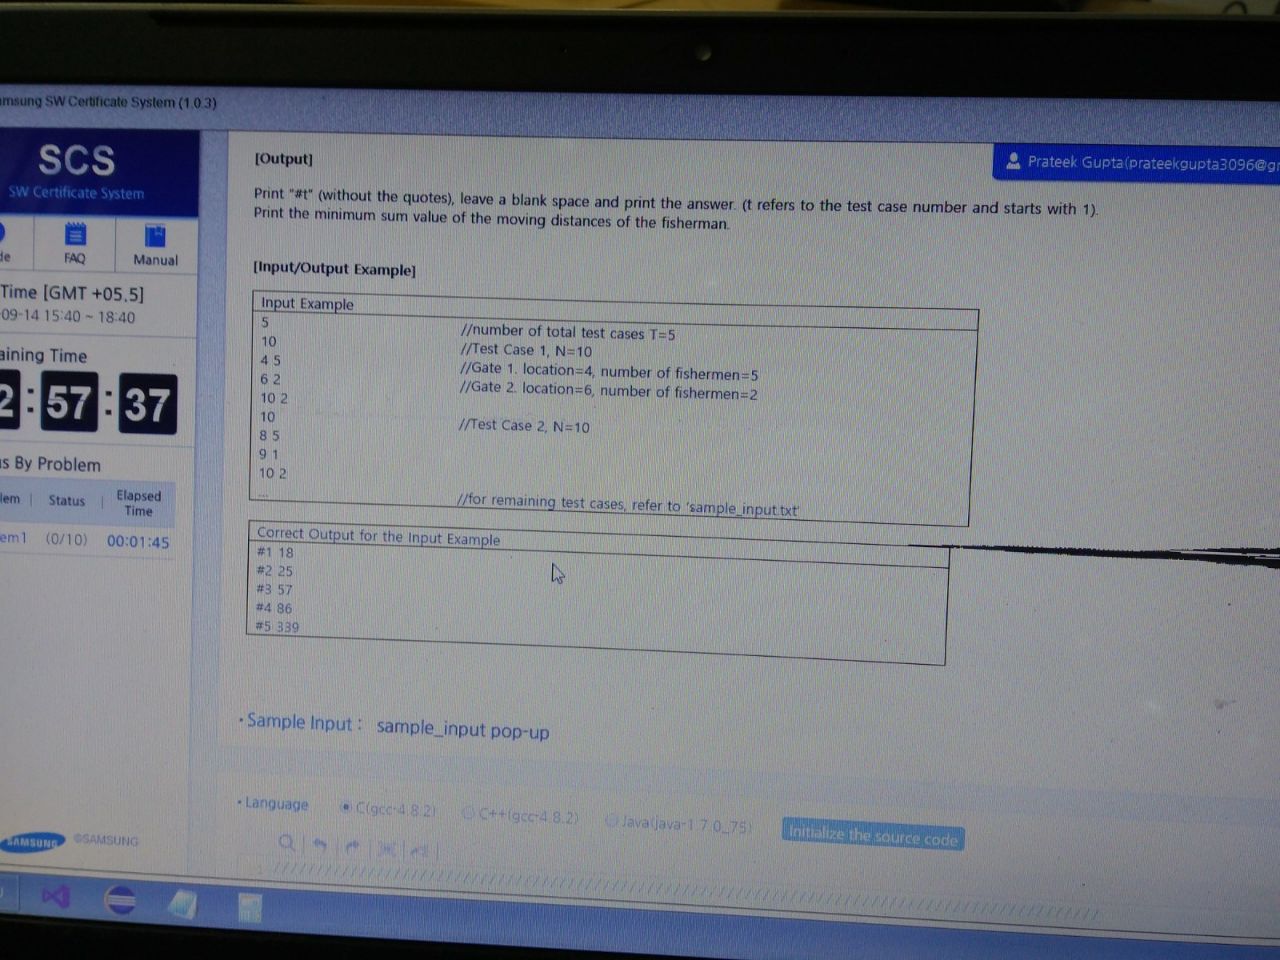 amsung SW Certificate System (1.0.3)
SCS
SW Certificate System
FAQ
Manual
Time [GMT +05.5]
-09-14 15:40 ~ 18:40
aining Time
2:57:37
s By Problem
lem | Status | Elapsed Time
em1 (0/10) 00:01:45
SAMSUNG ©SAMSUNG
Prateek Gupta(prateekgupta3096@gr
[Output]
Print "#t" (without the quotes), leave a blank space and print the answer. (t refers to the test case number and starts with 1).
Print the minimum sum value of the moving distances of the fisherman.
[Input/Output Example]
Input Example
5 //number of total test cases T=5
10 //Test Case 1, N=10
4 5 //Gate 1. location=4, number of fishermen=5
6 2 //Gate 2. location=6, number of fishermen=2
10 2
10 //Test Case 2, N=10
8 5
9 1
10 2
... //for remaining test cases, refer to 'sample_input.txt'
Correct Output for the Input Example
#1 18
#2 25
#3 57
#4 86
#5 339
• Sample Input : sample_input pop-up
• Language C(gcc-4.8.2) C++(gcc-4.8.2) Java(java-1.7.0_75) Initialize the source code